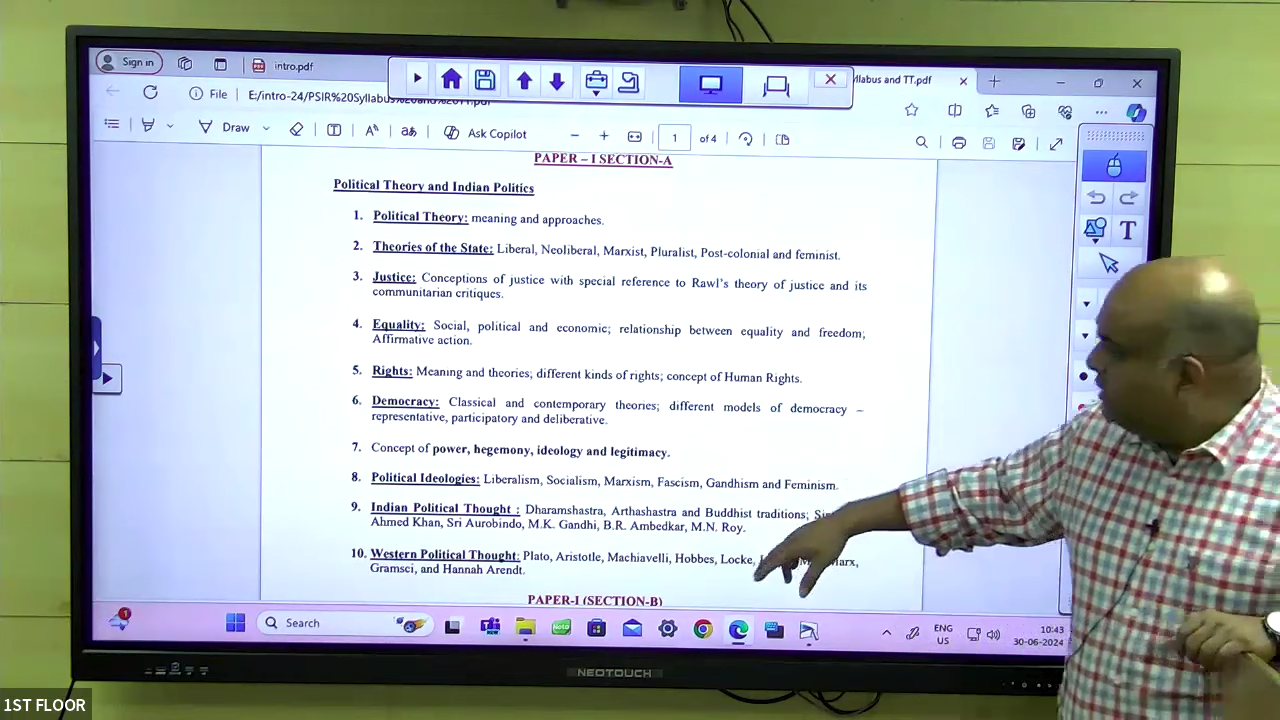 Sign in
intro.pdf
llabus and TT.pdf
File
E:/intro-24/PSIR%20Syllabus%20and%20TT.pdf
Draw
Ask Copilot
1
of 4
PAPER – I SECTION-A
Political Theory and Indian Politics
1. Political Theory: meaning and approaches.
2. Theories of the State: Liberal, Neoliberal, Marxist, Pluralist, Post-colonial and feminist.
3. Justice: Conceptions of justice with special reference to Rawl's theory of justice and its
communitarian critiques.
4. Equality: Social, political and economic; relationship between equality and freedom;
Affirmative action.
5. Rights: Meaning and theories; different kinds of rights; concept of Human Rights.
6. Democracy: Classical and contemporary theories; different models of democracy –
representative, participatory and deliberative.
7. Concept of power, hegemony, ideology and legitimacy.
8. Political Ideologies: Liberalism, Socialism, Marxism, Fascism, Gandhism and Feminism.
9. Indian Political Thought : Dharamshastra, Arthashastra and Buddhist traditions;
Ahmed Khan, Sri Aurobindo, M.K. Gandhi, B.R. Ambedkar, M.N. Roy.
10. Western Political Thought: Plato, Aristotle, Machiavelli, Hobbes, Locke, Marx,
Gramsci, and Hannah Arendt.
PAPER-I (SECTION-B)
Search
ENG
US
10:43
30-06-2024
NEOTOUCH
1ST FLOOR